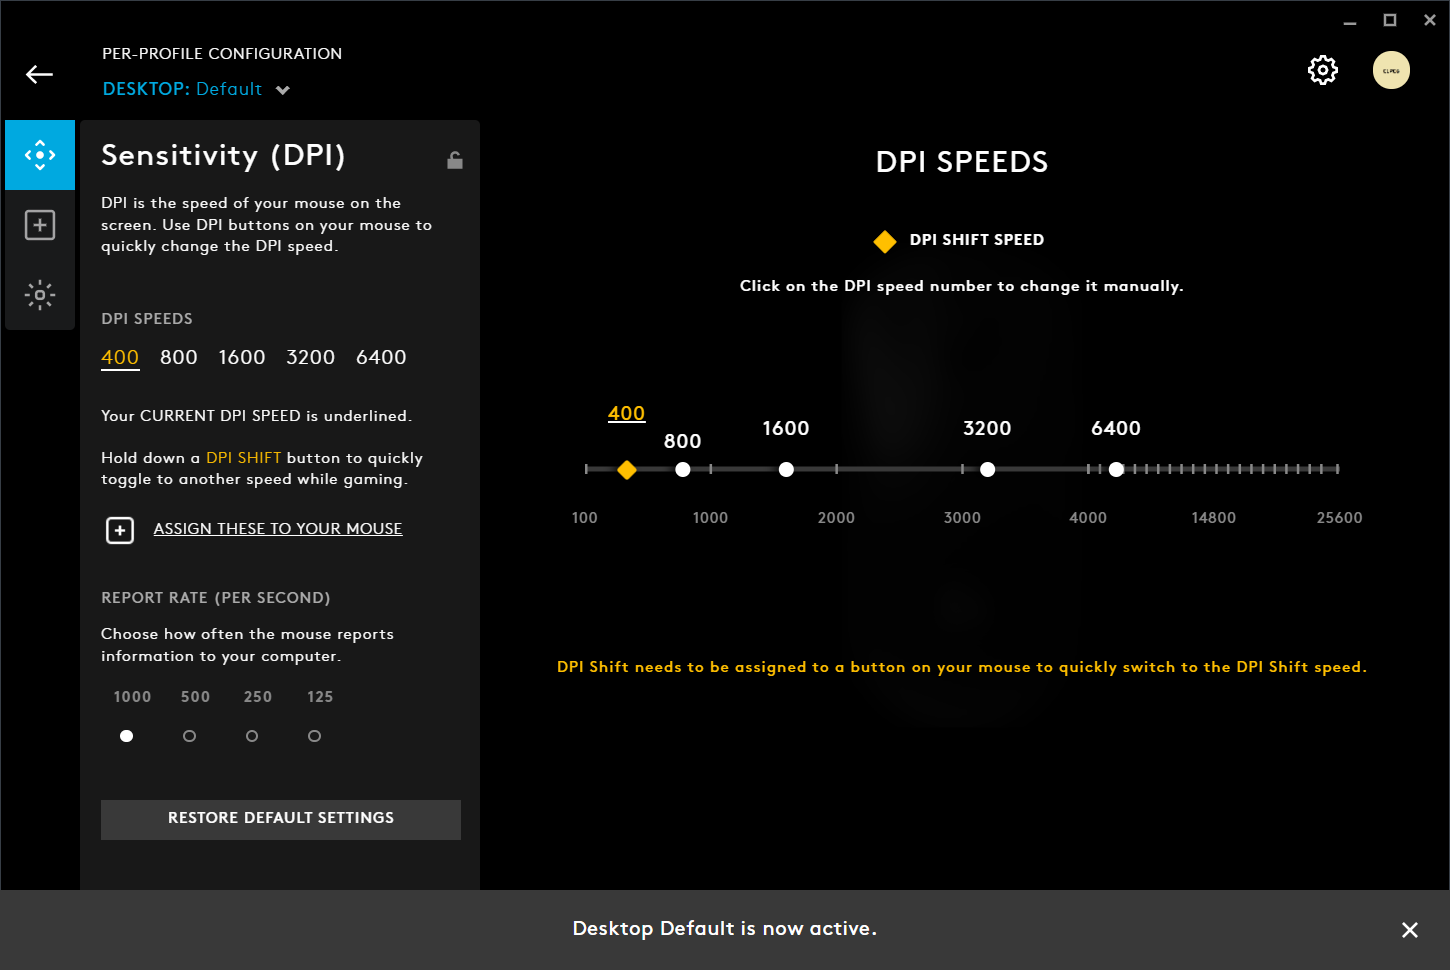 PER-PROFILE CONFIGURATION
DESKTOP: Default
Sensitivity (DPI)
DPI is the speed of your mouse on the
screen. Use DPI buttons on your mouse to
quickly change the DPI speed.
DPI SPEEDS
400 800 1600 3200 6400
Your CURRENT DPI SPEED is underlined.
Hold down a DPI SHIFT button to quickly
toggle to another speed while gaming.
ASSIGN THESE TO YOUR MOUSE
REPORT RATE (PER SECOND)
Choose how often the mouse reports
information to your computer.
1000 500 250 125
RESTORE DEFAULT SETTINGS
DPI SPEEDS
DPI SHIFT SPEED
Click on the DPI speed number to change it manually.
400 800 1600 3200 6400
100 1000 2000 3000 4000 14800 25600
DPI Shift needs to be assigned to a button on your mouse to quickly switch to the DPI Shift speed.
Desktop Default is now active.